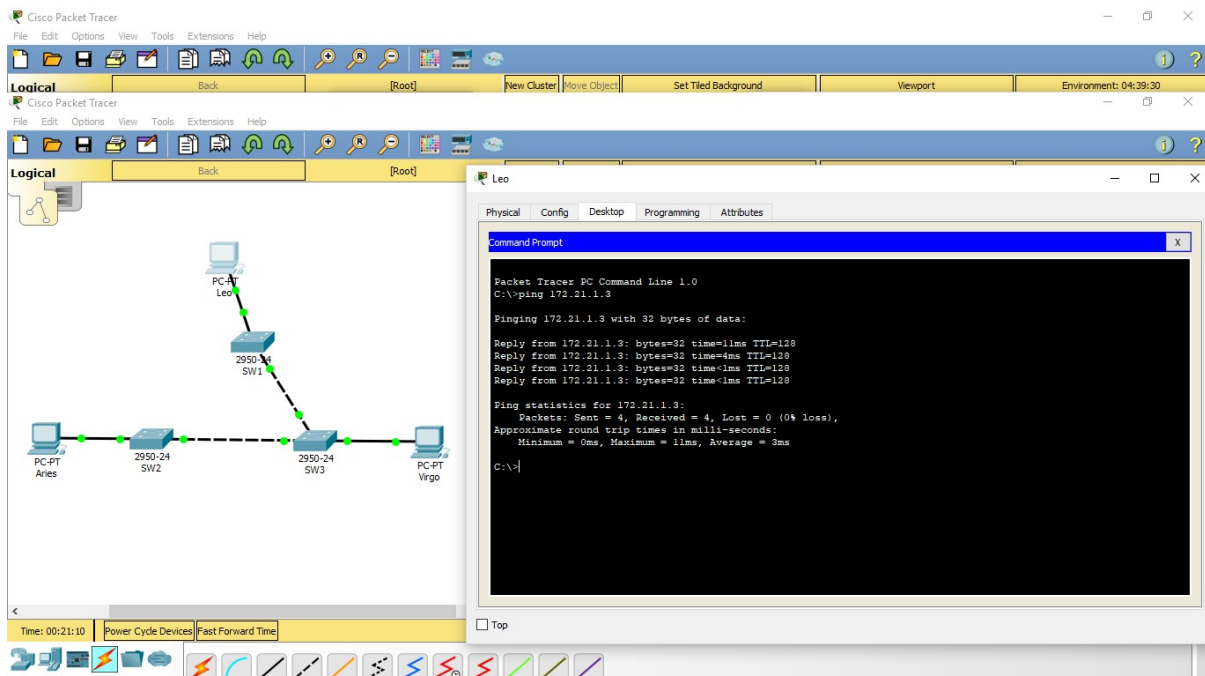 Cisco Packet Tracer
File Edit Options View Tools Extensions Help
Logical Back [Root] New Cluster Move Object Set Tiled Background Viewport Environment: 04:39:30
Cisco Packet Tracer
File Edit Options View Tools Extensions Help
Logical Back [Root]
Leo
Physical Config Desktop Programming Attributes
Command Prompt X
Packet Tracer PC Command Line 1.0
C:\>ping 172.21.1.3
Pinging 172.21.1.3 with 32 bytes of data:
Reply from 172.21.1.3: bytes=32 time=11ms TTL=128
Reply from 172.21.1.3: bytes=32 time=4ms TTL=128
Reply from 172.21.1.3: bytes=32 time<1ms TTL=128
Reply from 172.21.1.3: bytes=32 time<1ms TTL=128
Ping statistics for 172.21.1.3:
Packets: Sent = 4, Received = 4, Lost = 0 (0% loss),
Approximate round trip times in milli-seconds:
Minimum = 0ms, Maximum = 11ms, Average = 3ms
C:\>
Top
PC-PT
Leo
2950-24
SW1
PC-PT
Aries
2950-24
SW2
2950-24
SW3
PC-PT
Virgo
Time: 00:21:10 Power Cycle Devices Fast Forward Time